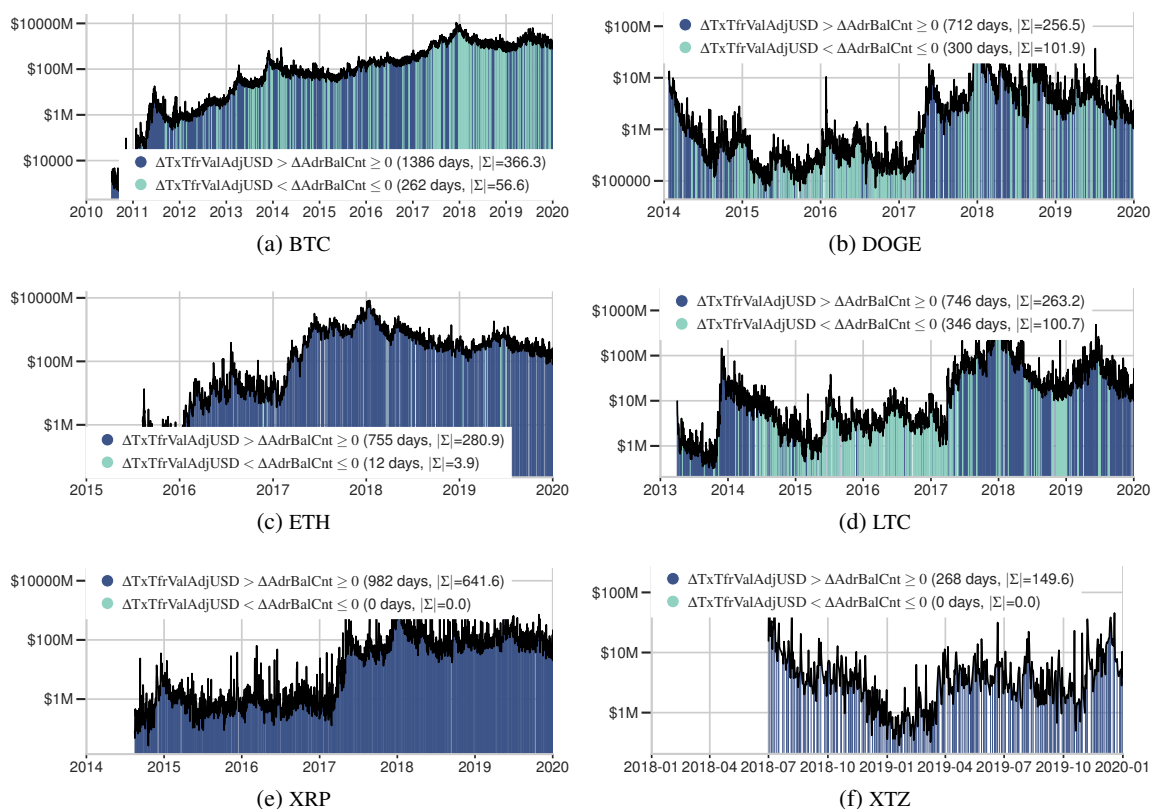 $10000M
$100M
$1M
$10000
ΔTxTfrValAdjUSD > ΔAdrBalCnt ≥ 0 (1386 days, |Σ|=366.3)
ΔTxTfrValAdjUSD < ΔAdrBalCnt ≤ 0 (262 days, |Σ|=56.6)
2010 2011 2012 2013 2014 2015 2016 2017 2018 2019 2020
(a) BTC
$100M
$10M
$1M
$100000
ΔTxTfrValAdjUSD > ΔAdrBalCnt ≥ 0 (712 days, |Σ|=256.5)
ΔTxTfrValAdjUSD < ΔAdrBalCnt ≤ 0 (300 days, |Σ|=101.9)
2014 2015 2016 2017 2018 2019 2020
(b) DOGE
$10000M
$100M
$1M
ΔTxTfrValAdjUSD > ΔAdrBalCnt ≥ 0 (755 days, |Σ|=280.9)
ΔTxTfrValAdjUSD < ΔAdrBalCnt ≤ 0 (12 days, |Σ|=3.9)
2015 2016 2017 2018 2019 2020
(c) ETH
$1000M
$100M
$10M
$1M
ΔTxTfrValAdjUSD > ΔAdrBalCnt ≥ 0 (746 days, |Σ|=263.2)
ΔTxTfrValAdjUSD < ΔAdrBalCnt ≤ 0 (346 days, |Σ|=100.7)
2013 2014 2015 2016 2017 2018 2019 2020
(d) LTC
$10000M
$100M
$1M
ΔTxTfrValAdjUSD > ΔAdrBalCnt ≥ 0 (982 days, |Σ|=641.6)
ΔTxTfrValAdjUSD < ΔAdrBalCnt ≤ 0 (0 days, |Σ|=0.0)
2014 2015 2016 2017 2018 2019 2020
(e) XRP
$100M
$10M
$1M
ΔTxTfrValAdjUSD > ΔAdrBalCnt ≥ 0 (268 days, |Σ|=149.6)
ΔTxTfrValAdjUSD < ΔAdrBalCnt ≤ 0 (0 days, |Σ|=0.0)
2018-01 2018-04 2018-07 2018-10 2019-01 2019-04 2019-07 2019-10 2020-01
(f) XTZ